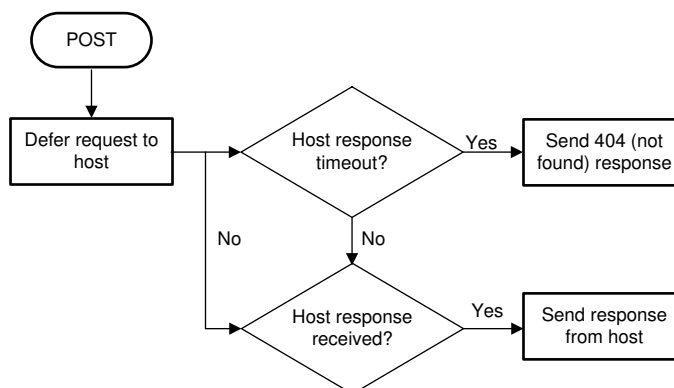 POST
Defer request to
host
Host response
timeout?
Yes
Send 404 (not
found) response
No
No
Host response
received?
Yes
Send response
from host